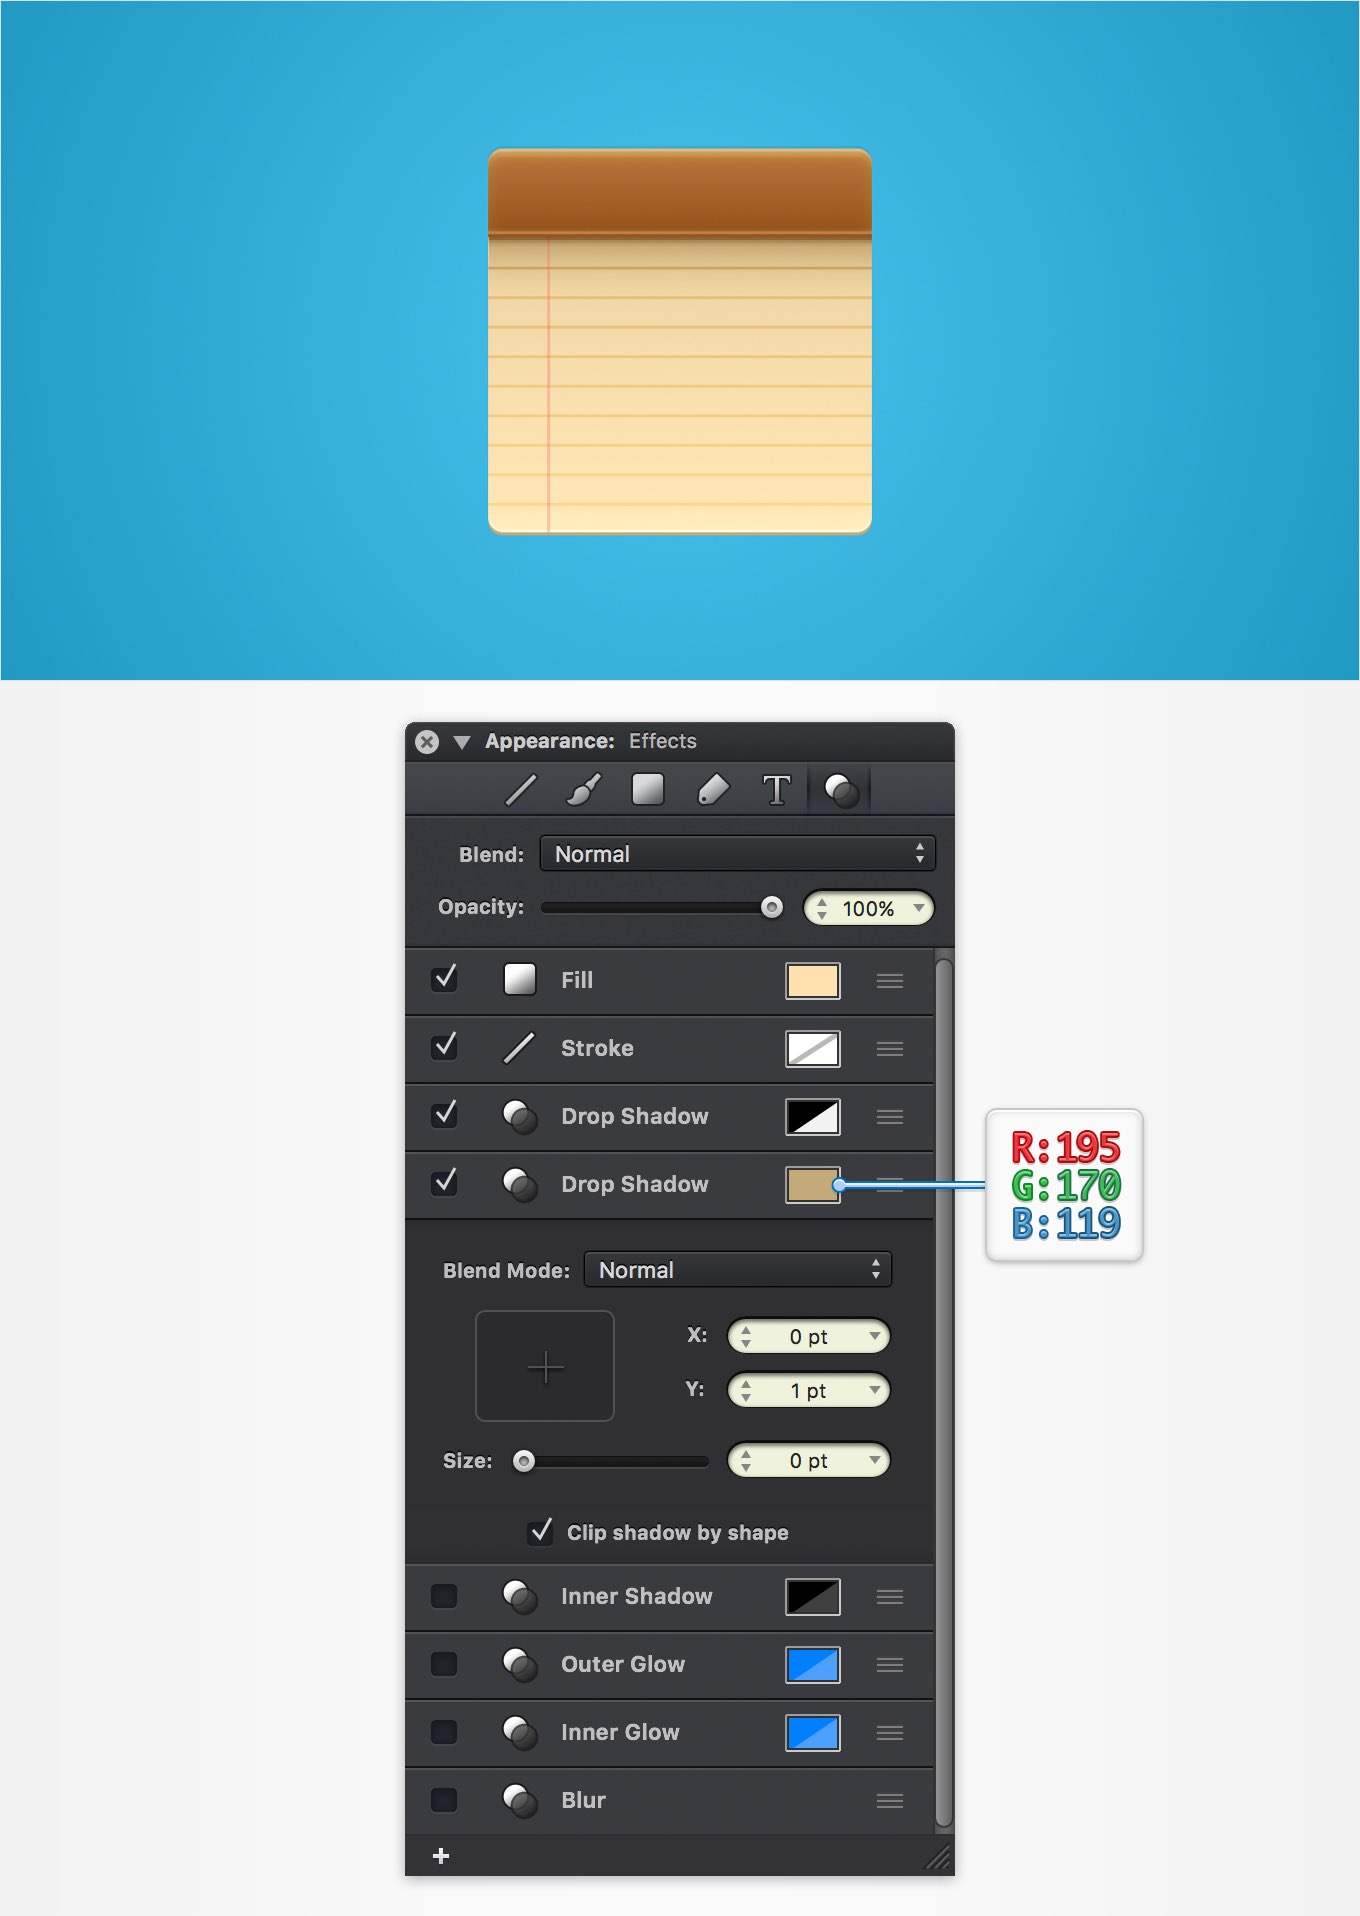 Appearance: Effects
T
Blend: Normal
Opacity: 100%
Fill
Stroke
Drop Shadow
Drop Shadow
R:195
G:170
B:119
Blend Mode: Normal
X: 0 pt
Y: 1 pt
Size: 0 pt
Clip shadow by shape
Inner Shadow
Outer Glow
Inner Glow
Blur